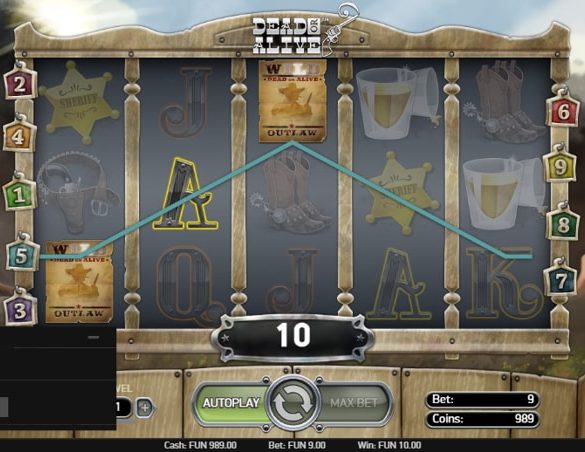 DEAD OR
ALIVE
2
4
1
5
3
6
9
8
7
SHERIFF
J
WILD
DEAD OR ALIVE
OUTLAW
A
SHERIFF
WILD
DEAD OR ALIVE
OUTLAW
Q
J
A
K
10
1
+
AUTOPLAY
MAX BET
Bet: 9
Coins: 989
Cash: FUN 989.00 Bet: FUN 9.00 Win: FUN 10.00